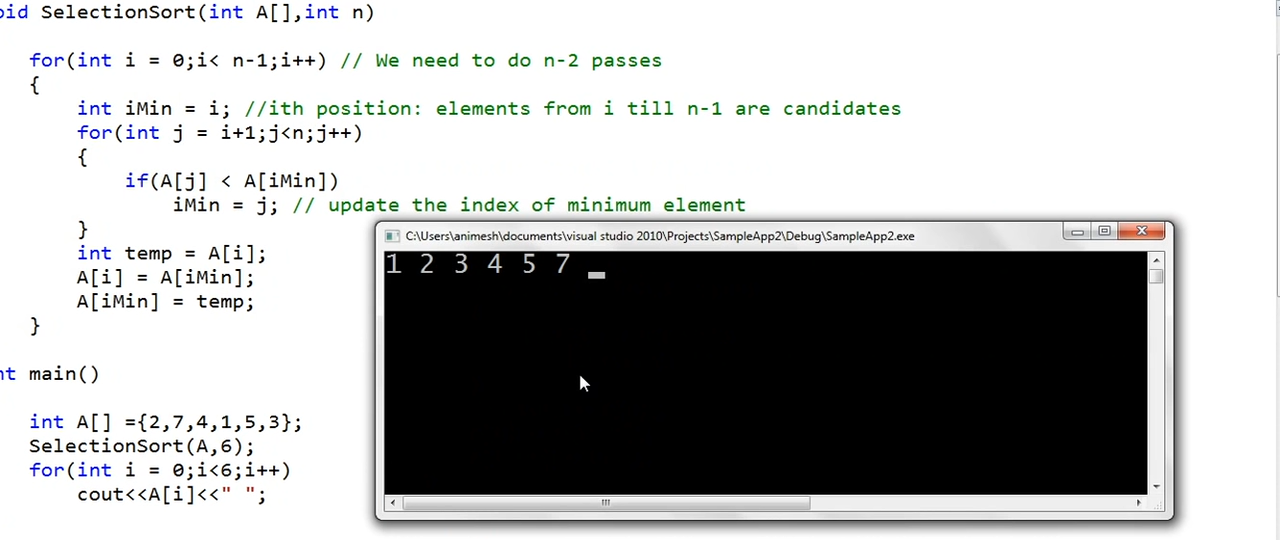 oid SelectionSort(int A[],int n)
for(int i = 0;i< n-1;i++) // We need to do n-2 passes
{
int iMin = i; //ith position: elements from i till n-1 are candidates
for(int j = i+1;j<n;j++)
{
if(A[j] < A[iMin])
iMin = j; // update the index of minimum element
}
int temp = A[i];
A[i] = A[iMin];
A[iMin] = temp;
}
nt main()
int A[] ={2,7,4,1,5,3};
SelectionSort(A,6);
for(int i = 0;i<6;i++)
cout<<A[i]<<" ";
C:\Users\animesh\documents\visual studio 2010\Projects\SampleApp2\Debug\SampleApp2.exe
1 2 3 4 5 7 _